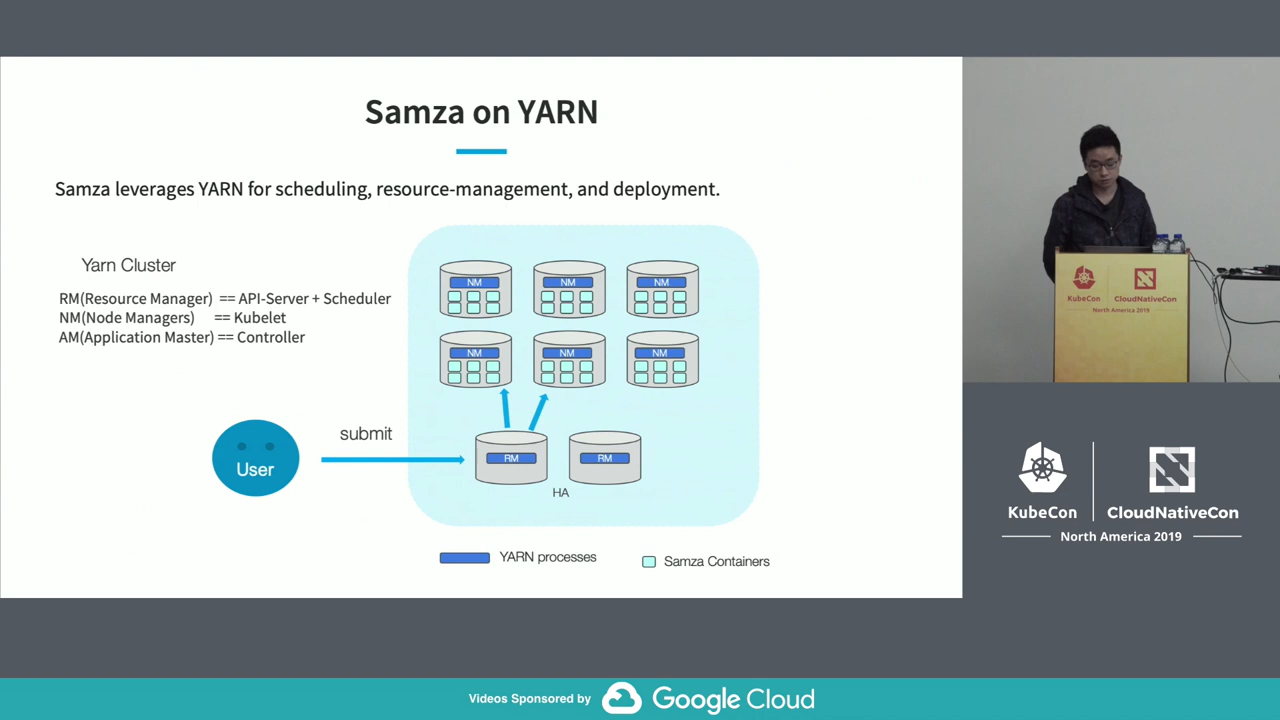 Samza on YARN
Samza leverages YARN for scheduling, resource-management, and deployment.
Yarn Cluster
RM(Resource Manager) == API-Server + Scheduler
NM(Node Managers) == Kubelet
AM(Application Master) == Controller
NM
NM
NM
NM
NM
NM
submit
User
RM
RM
HA
YARN processes
Samza Containers
KubeCon
CloudNativeCon
North America 2019
KubeCon
CloudNativeCon
North America 2019
Videos Sponsored by
Google Cloud